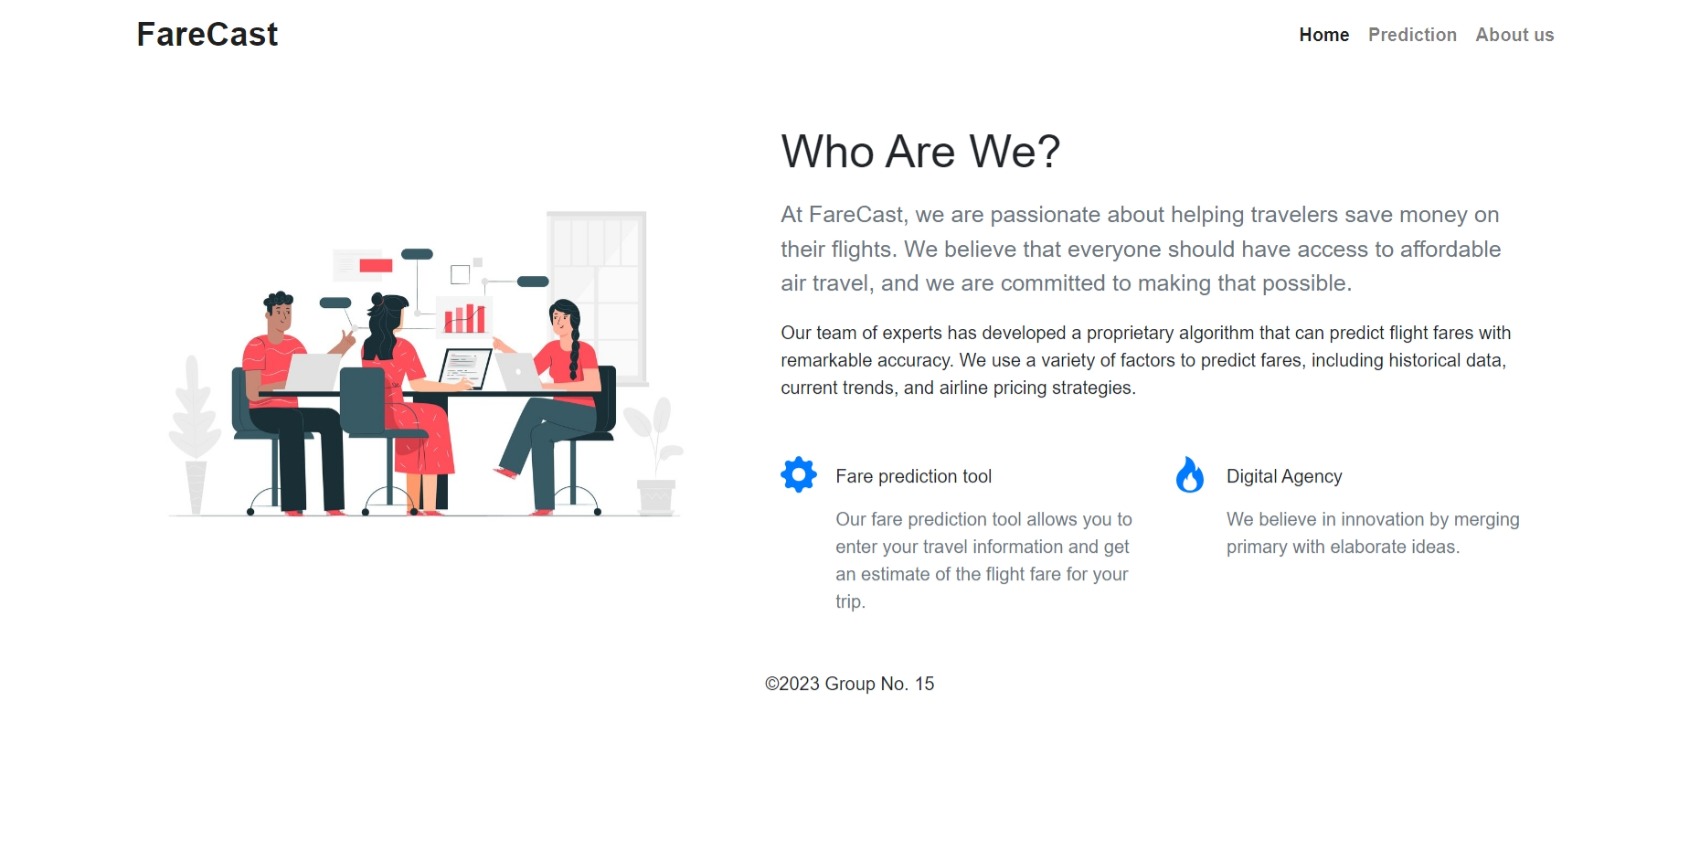 FareCast
Home Prediction About us
Who Are We?
At FareCast, we are passionate about helping travelers save money on
their flights. We believe that everyone should have access to affordable
air travel, and we are committed to making that possible.
Our team of experts has developed a proprietary algorithm that can predict flight fares with
remarkable accuracy. We use a variety of factors to predict fares, including historical data,
current trends, and airline pricing strategies.
Fare prediction tool
Our fare prediction tool allows you to
enter your travel information and get
an estimate of the flight fare for your
trip.
Digital Agency
We believe in innovation by merging
primary with elaborate ideas.
©2023 Group No. 15